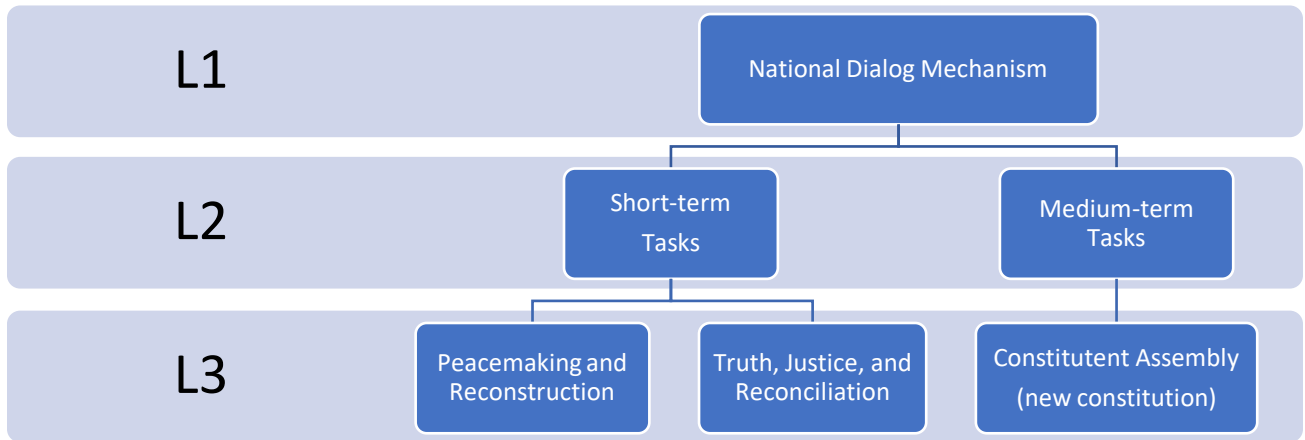 L1
National Dialog Mechanism
L2
Short-term
Tasks
Medium-term
Tasks
L3
Peacemaking and
Reconstruction
Truth, Justice, and
Reconciliation
Constitutent Assembly
(new constitution)